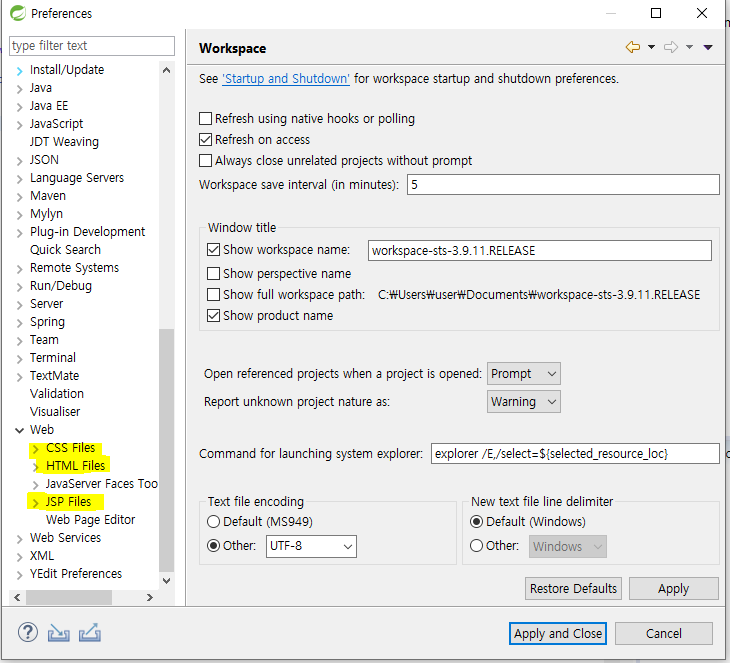 Preferences
type filter text
Install/Update
Java
Java EE
JavaScript
JDT Weaving
JSON
Language Servers
Maven
Mylyn
Plug-in Development
Quick Search
Remote Systems
Run/Debug
Server
Spring
Team
Terminal
TextMate
Validation
Visualiser
Web
CSS Files
HTML Files
JavaServer Faces Too
JSP Files
Web Page Editor
Web Services
XML
YEdit Preferences
Workspace
See 'Startup and Shutdown' for workspace startup and shutdown preferences.
Refresh using native hooks or polling
Refresh on access
Always close unrelated projects without prompt
Workspace save interval (in minutes): 5
Window title
Show workspace name: workspace-sts-3.9.11.RELEASE
Show perspective name
Show full workspace path: C:₩Users₩user₩Documents₩workspace-sts-3.9.11.RELEASE
Show product name
Open referenced projects when a project is opened: Prompt
Report unknown project nature as: Warning
Command for launching system explorer: explorer /E,/select=${selected_resource_loc}
Text file encoding
Default (MS949)
Other: UTF-8
New text file line delimiter
Default (Windows)
Other: Windows
Restore Defaults Apply
? Apply and Close Cancel